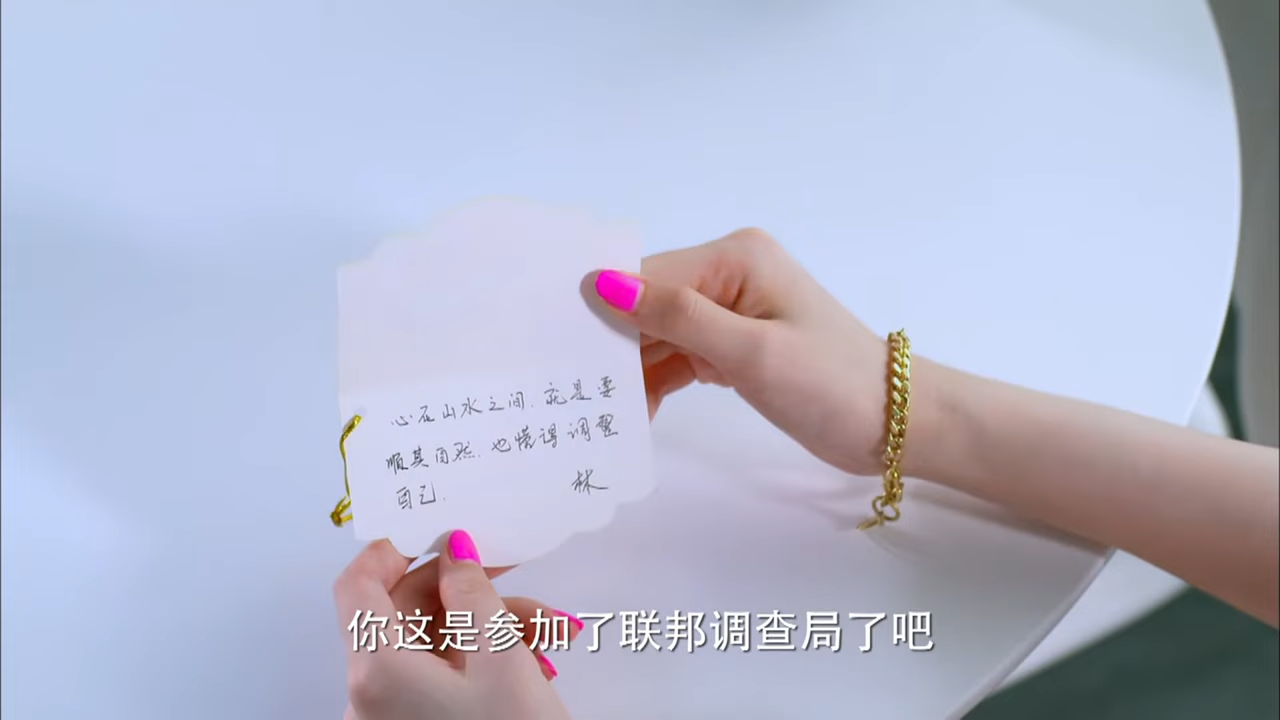 心在山水之间.就是要
顺其自然.也懂得调整
自己.
林
你这是参加了联邦调查局了吧